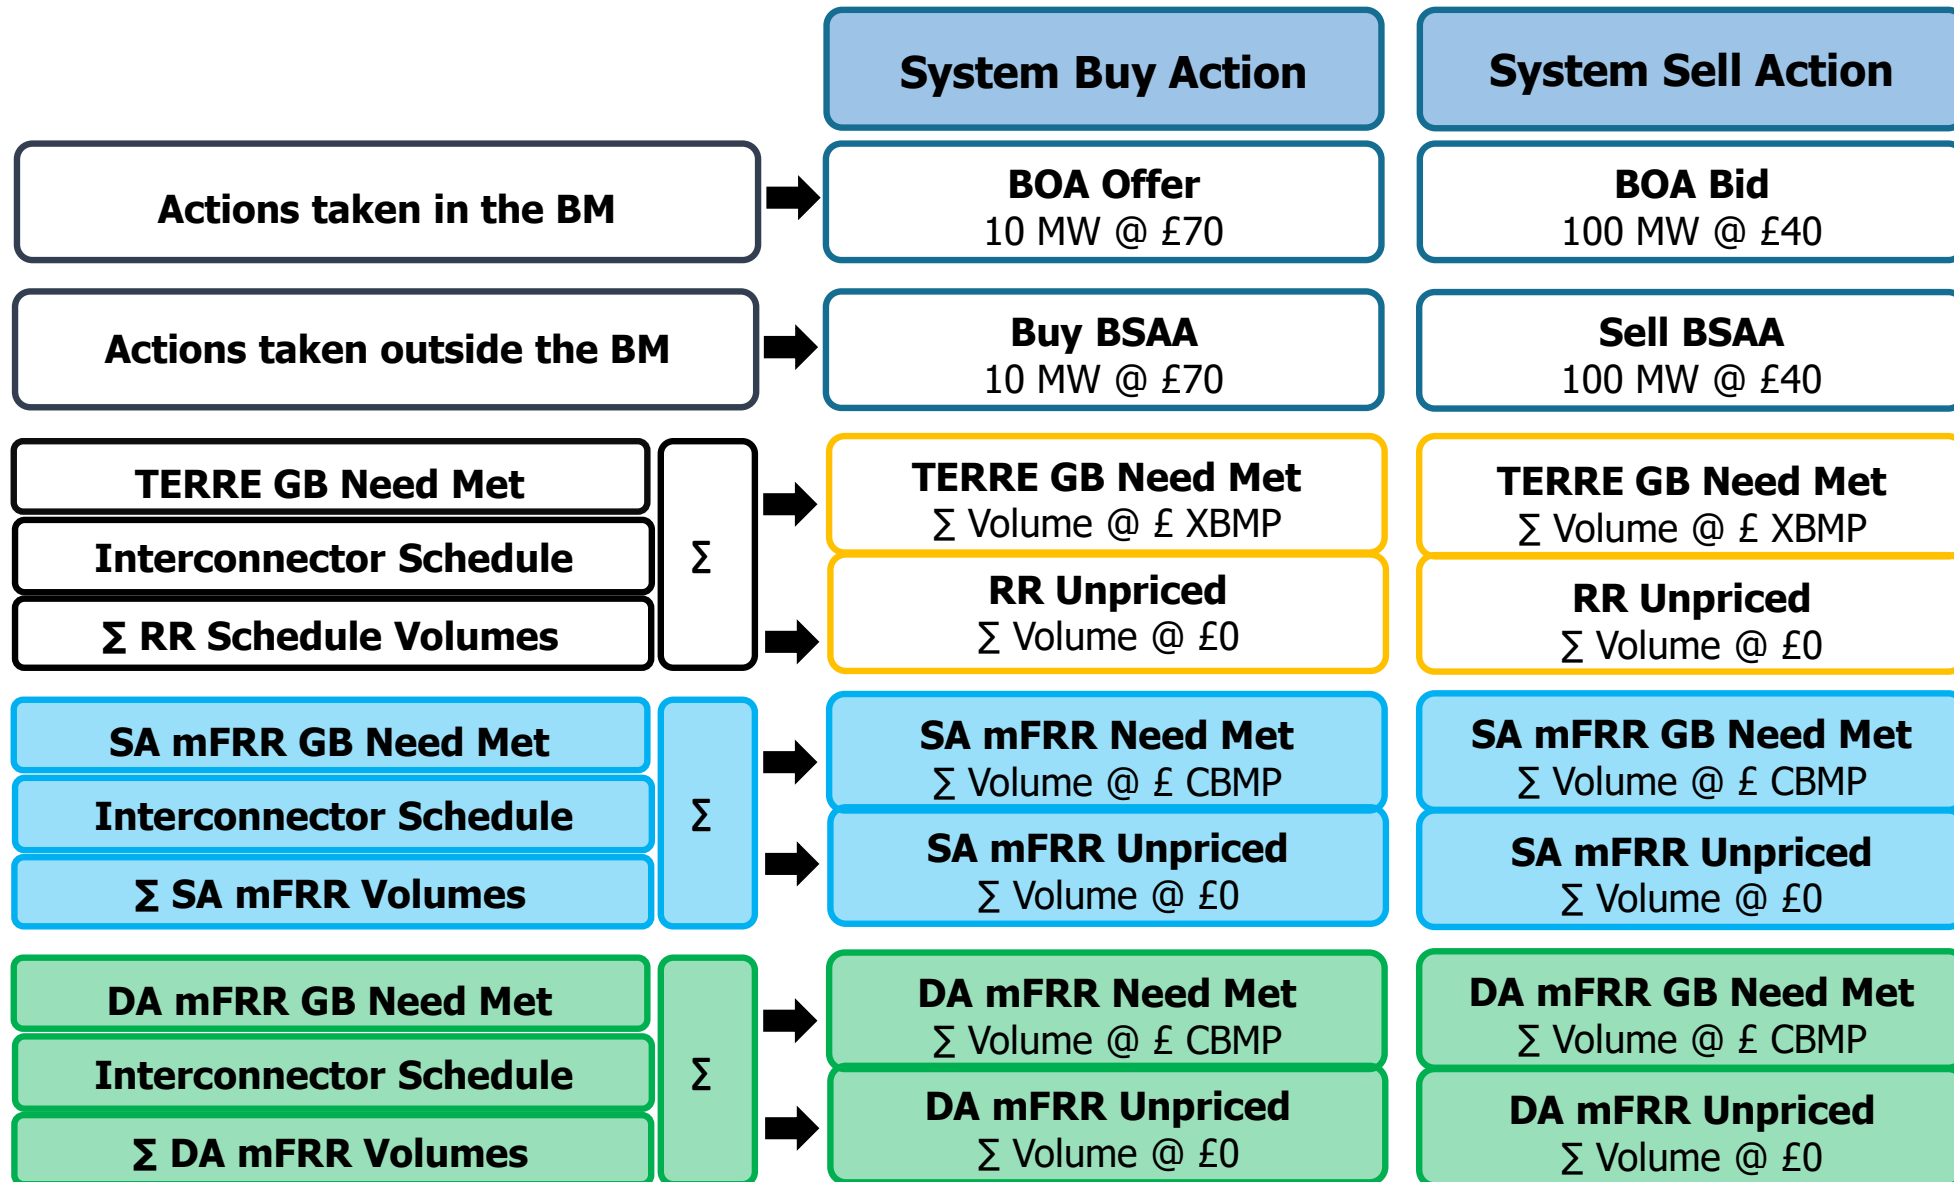 System Buy Action
System Sell Action
Actions taken in the BM
BOA Offer
10 MW @ £70
BOA Bid
100 MW @ £40
Actions taken outside the BM
Buy BSAA
10 MW @ £70
Sell BSAA
100 MW @ £40
TERRE GB Need Met
Interconnector Schedule
Σ RR Schedule Volumes
Σ
TERRE GB Need Met
Σ Volume @ £ XBMP
RR Unpriced
Σ Volume @ £0
TERRE GB Need Met
Σ Volume @ £ XBMP
RR Unpriced
Σ Volume @ £0
SA mFRR GB Need Met
Interconnector Schedule
Σ SA mFRR Volumes
Σ
SA mFRR Need Met
Σ Volume @ £ CBMP
SA mFRR Unpriced
Σ Volume @ £0
SA mFRR GB Need Met
Σ Volume @ £ CBMP
SA mFRR Unpriced
Σ Volume @ £0
DA mFRR GB Need Met
Interconnector Schedule
Σ DA mFRR Volumes
Σ
DA mFRR Need Met
Σ Volume @ £ CBMP
DA mFRR Unpriced
Σ Volume @ £0
DA mFRR GB Need Met
Σ Volume @ £ CBMP
DA mFRR Unpriced
Σ Volume @ £0